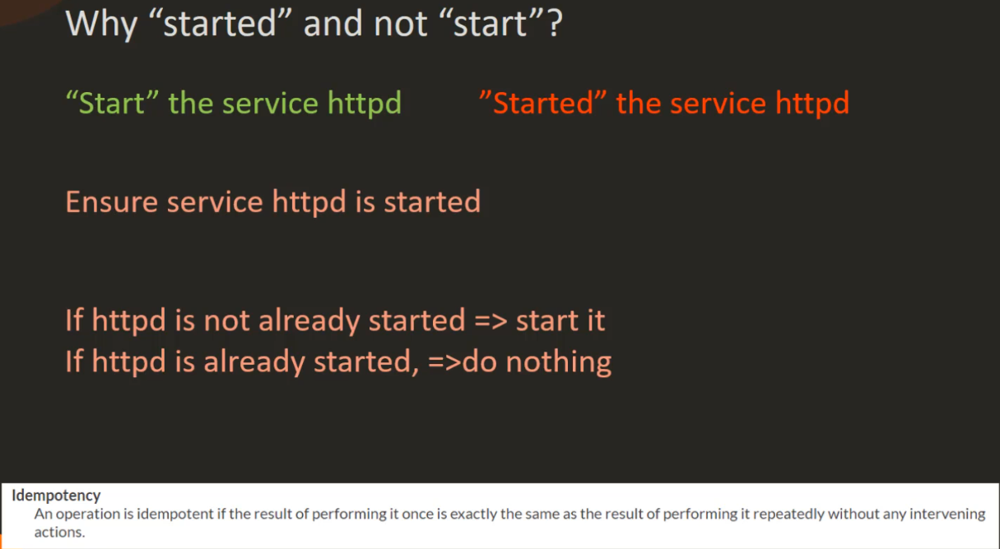 Why “started” and not “start”?
“Start” the service httpd
”Started” the service httpd
Ensure service httpd is started
If httpd is not already started => start it
If httpd is already started, =>do nothing
Idempotency
An operation is idempotent if the result of performing it once is exactly the same as the result of performing it repeatedly without any intervening
actions.